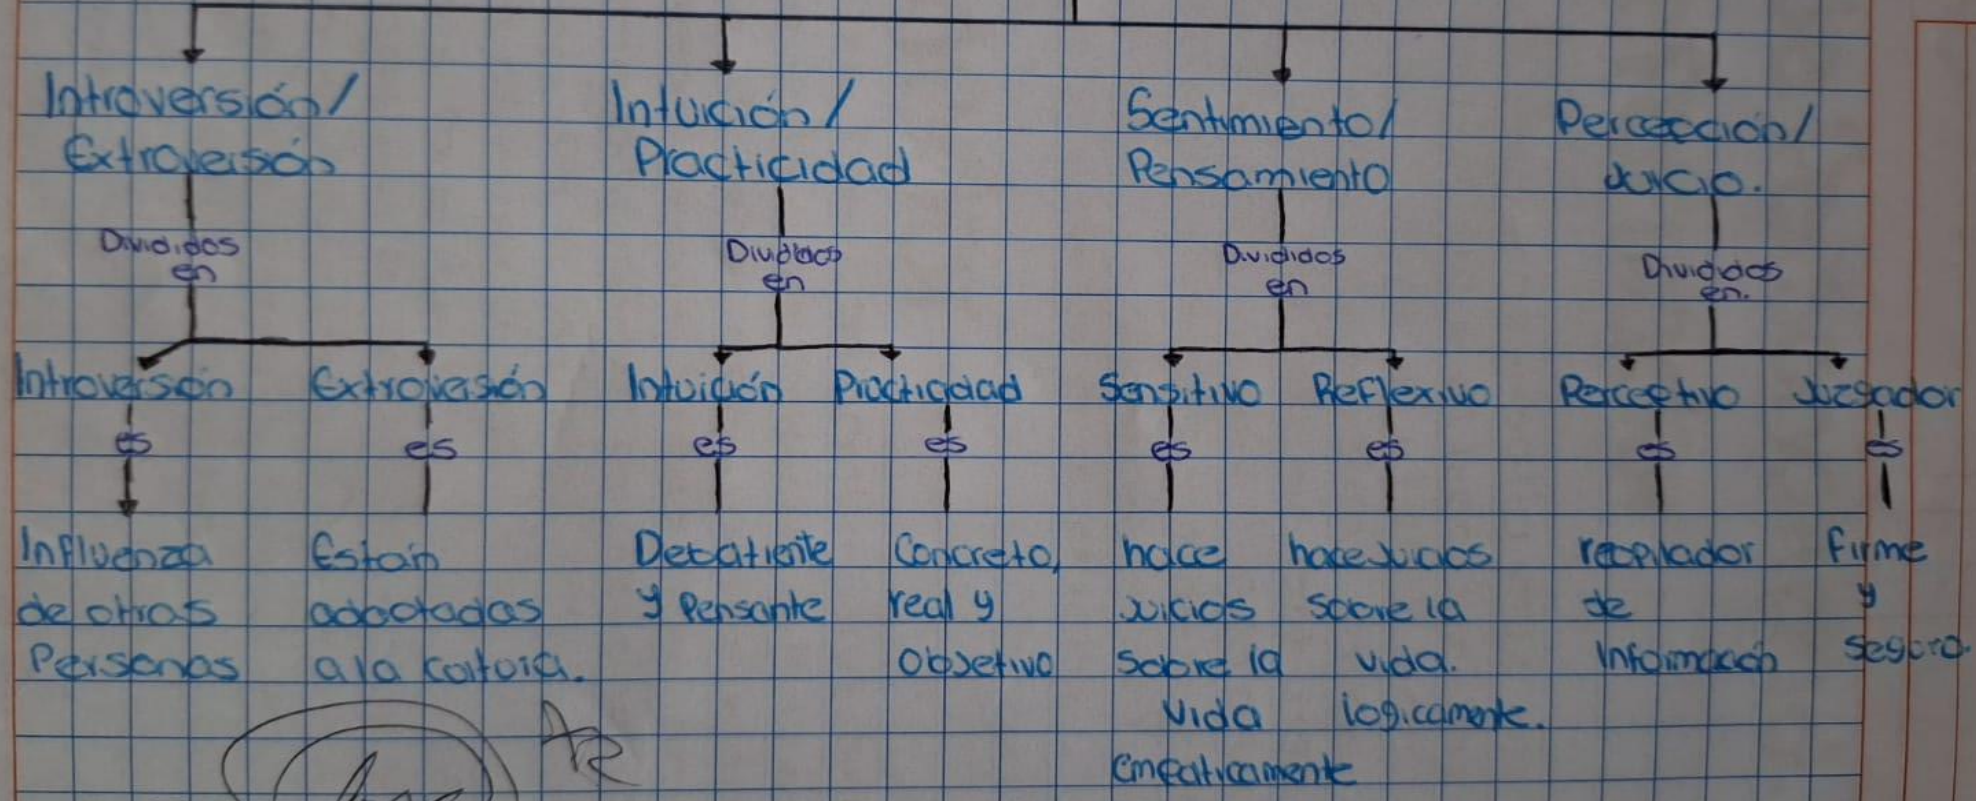 Introversión/
Extroversión
Divididos
en
Introversión
es
Influenza
de otras
Personas
Extroversión
es
Estan
adaptadas
a la cultura.
Intuición/
Practicidad
Divididos
en
Intuición
es
Debatiente
y Pensante
Practicidad
es
Concreto,
real y
Objetivo
Sentimiento/
Pensamiento
Divididos
en
Sensitivo
es
hace
juicios
sobre la
vida
empaticamente
Reflexivo
es
hace juicios
sobre la
vida.
logicamente.
Percepción/
Juicio.
Divididos
en.
Perceptivo
es
recopilador
de
Información
Juzgador
es
firme
y
seguro.